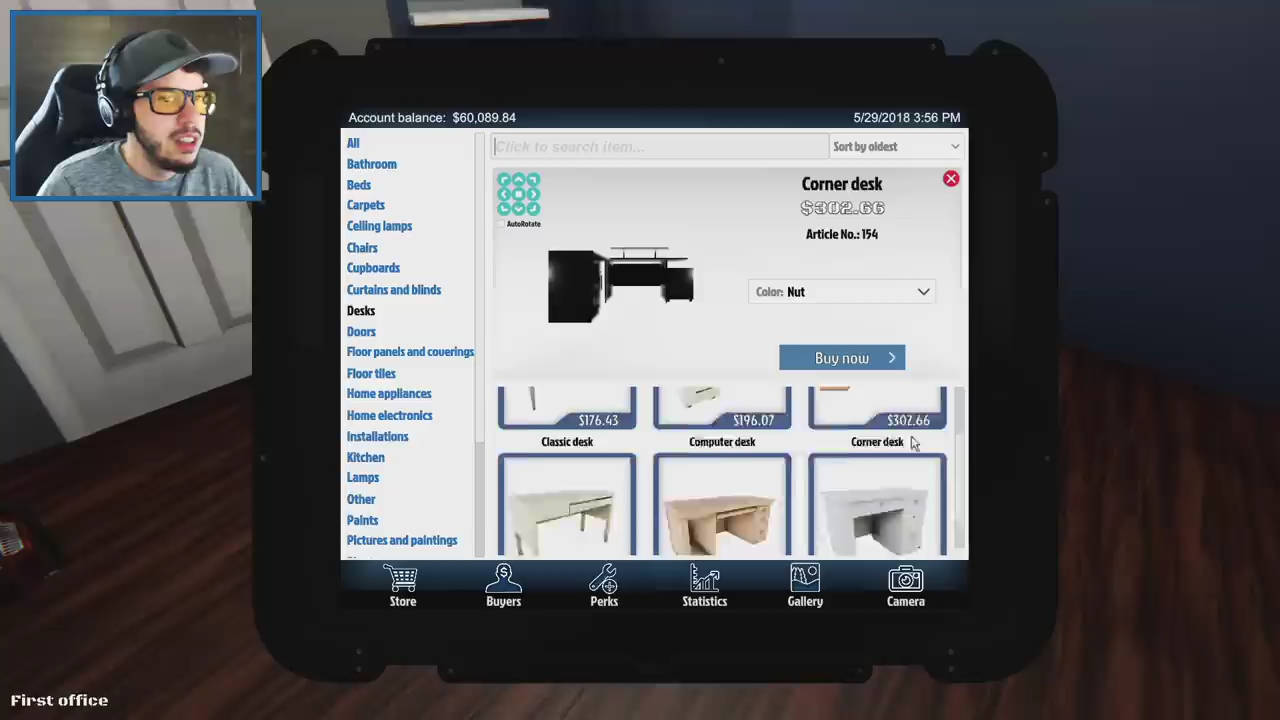 Account balance: $60,089.84
5/29/2018 3:56 PM
All
Bathroom
Beds
Carpets
Ceiling lamps
Chairs
Cupboards
Curtains and blinds
Desks
Doors
Floor panels and coverings
Floor tiles
Home appliances
Home electronics
Installations
Kitchen
Lamps
Other
Paints
Pictures and paintings
Click to search item...
Sort by oldest
AutoRotate
Corner desk
$302.66
Article No.: 154
Color: Nut
Buy now
$176.43
$196.07
$302.66
Classic desk
Computer desk
Corner desk
Store
Buyers
Perks
Statistics
Gallery
Camera
First office